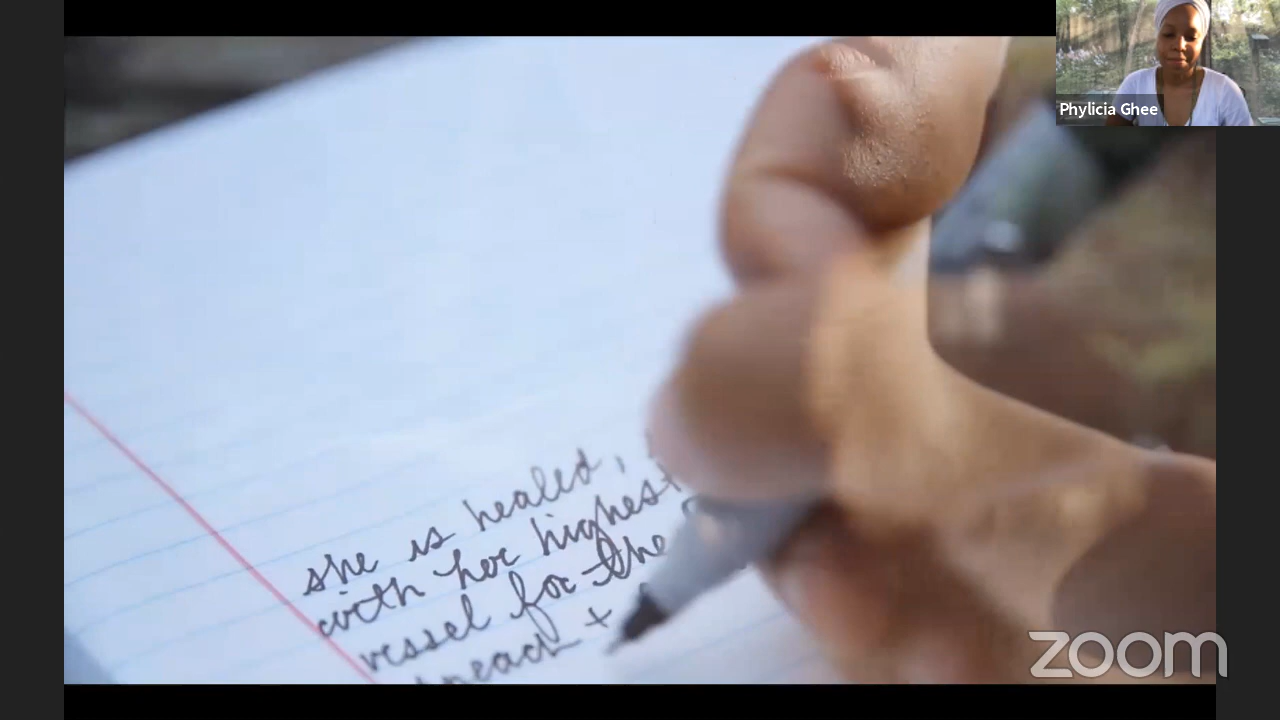 Phylicia Ghee
she is healed,
with her highest
vessel for the
+
zoom